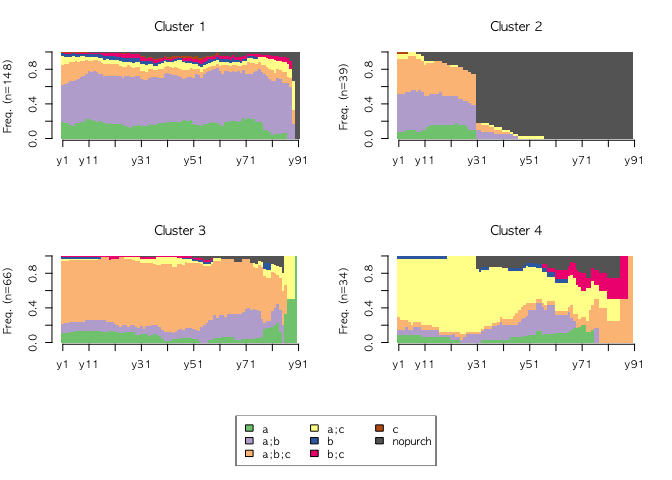 Cluster 1
Freq. (n=148)
0.0 0.4 0.8
y1 y11 y31 y51 y71 y91
Cluster 2
Freq. (n=39)
0.0 0.4 0.8
y1 y11 y31 y51 y71 y91
Cluster 3
Freq. (n=66)
0.0 0.4 0.8
y1 y11 y31 y51 y71 y91
Cluster 4
Freq. (n=34)
0.0 0.4 0.8
y1 y11 y31 y51 y71 y91
a a;c c
a;b b nopurch
a;b;c b;c